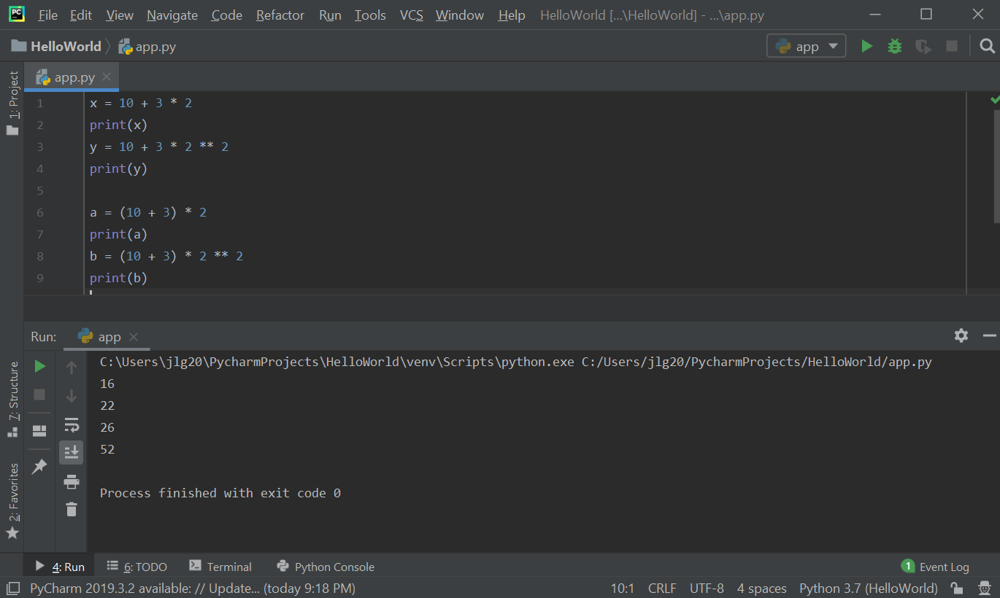 PC File Edit View Navigate Code Refactor Run Tools VCS Window Help HelloWorld [...\HelloWorld] - ...\app.py
HelloWorld app.py app
app.py
1: Project
1 x = 10 + 3 * 2
2 print(x)
3 y = 10 + 3 * 2 ** 2
4 print(y)
5
6 a = (10 + 3) * 2
7 print(a)
8 b = (10 + 3) * 2 ** 2
9 print(b)
Run: app
C:\Users\jlg20\PycharmProjects\HelloWorld\venv\Scripts\python.exe C:/Users/jlg20/PycharmProjects/HelloWorld/app.py
16
22
26
52
Process finished with exit code 0
7: Structure
2: Favorites
4: Run 6: TODO Terminal Python Console 1 Event Log
PyCharm 2019.3.2 available: // Update... (today 9:18 PM) 10:1 CRLF UTF-8 4 spaces Python 3.7 (HelloWorld)